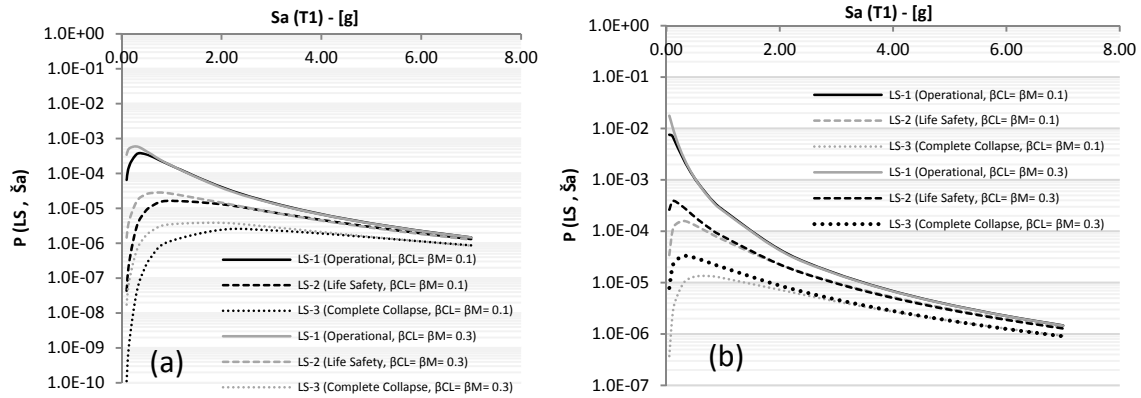 Sa (T1) - [g]
1.0E+00
0.00
2.00
4.00
6.00
8.00
1.0E-01
1.0E-02
1.0E-03
1.0E-04
1.0E-05
1.0E-06
1.0E-07
1.0E-08
1.0E-09
1.0E-10
P (LS , Ša)
LS-1 (Operational, βCL= βM= 0.1)
LS-2 (Life Safety, βCL= βM= 0.1)
LS-3 (Complete Collapse, βCL= βM= 0.1)
LS-1 (Operational, βCL= βM= 0.3)
LS-2 (Life Safety, βCL= βM= 0.3)
LS-3 (Complete Collapse, βCL= βM= 0.3)
(a)
Sa (T1) - [g]
1.0E+00
0.00
2.00
4.00
6.00
8.00
1.0E-01
1.0E-02
1.0E-03
1.0E-04
1.0E-05
1.0E-06
1.0E-07
P (LS , Ša)
LS-1 (Operational, βCL= βM= 0.1)
LS-2 (Life Safety, βCL= βM= 0.1)
LS-3 (Complete Collapse, βCL= βM= 0.1)
LS-1 (Operational, βCL= βM= 0.3)
LS-2 (Life Safety, βCL= βM= 0.3)
LS-3 (Complete Collapse, βCL= βM= 0.3)
(b)